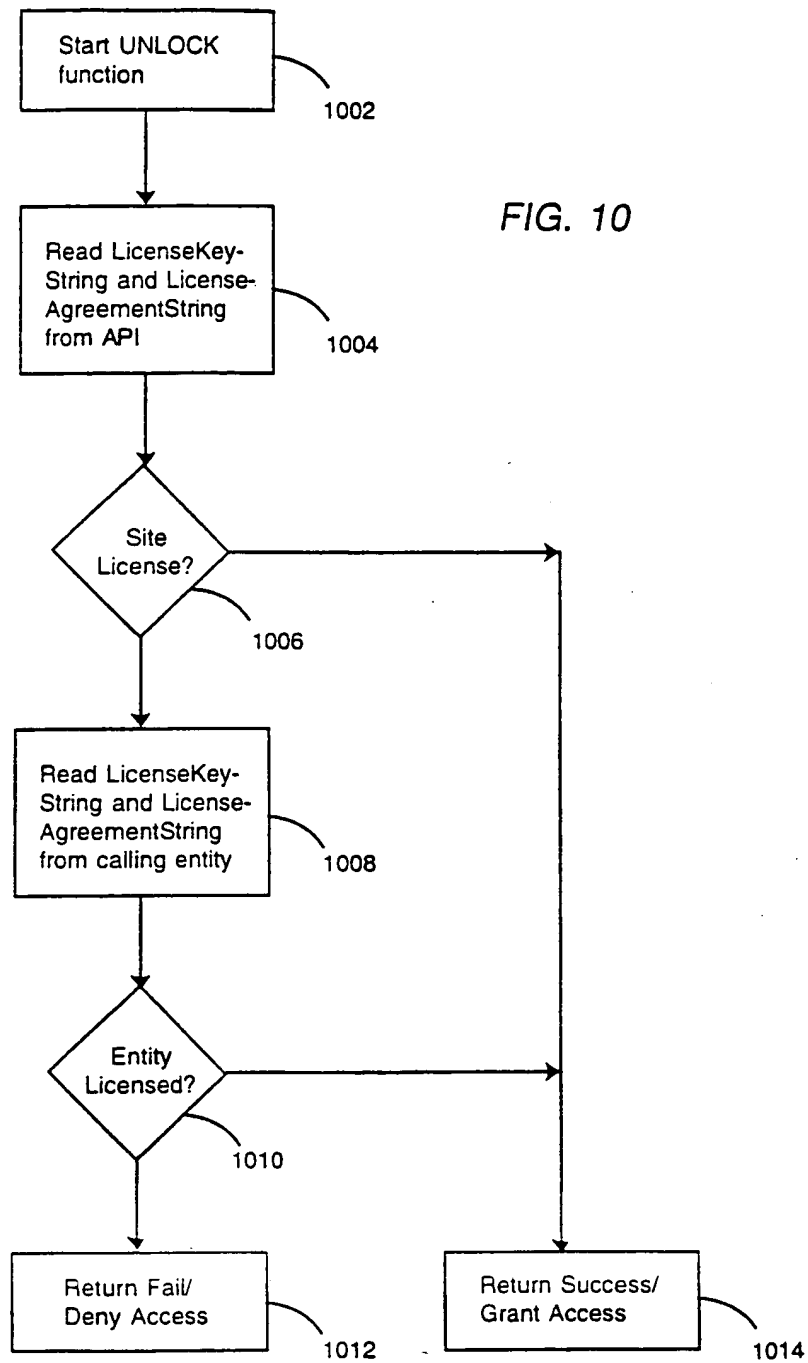 Start UNLOCK
function
1002
FIG. 10
Read LicenseKey-
String and License-
AgreementString
from API
1004
Site
License?
1006
Read LicenseKey-
String and License-
AgreementString
from calling entity
1008
Entity
Licensed?
1010
Return Fail/
Deny Access
1012
Return Success/
Grant Access
1014